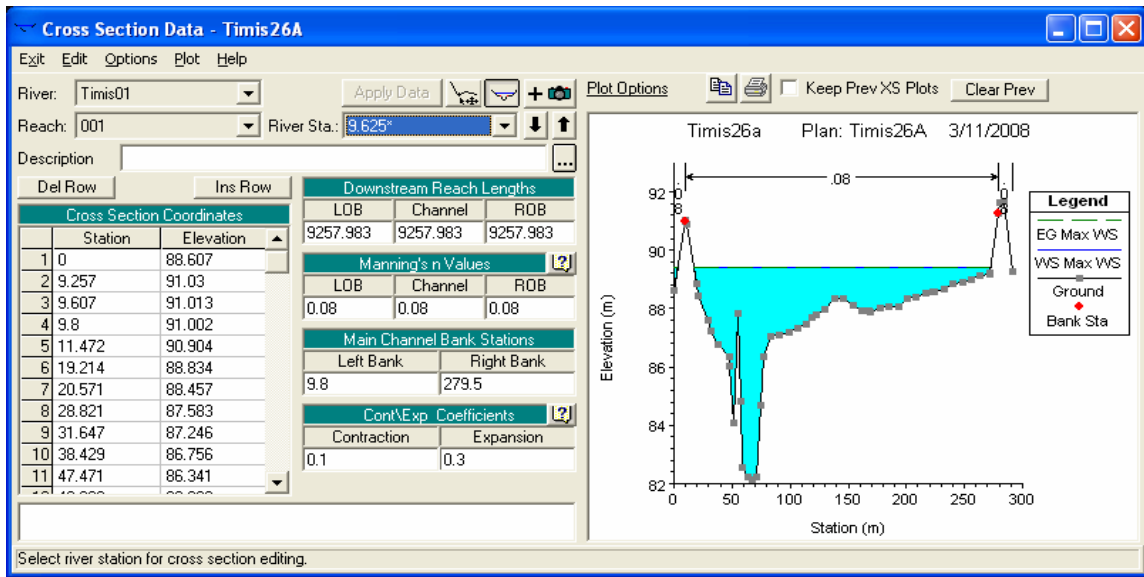 Cross Section Data - Timis26A
Exit Edit Options Plot Help
River: Timis01 Apply Data + Plot Options Keep Prev XS Plots Clear Prev
Reach: 001 River Sta.: 9.625*
Description ...
Del Row Ins Row
Cross Section Coordinates
Station Elevation
1 0 88.607
2 9.257 91.03
3 9.607 91.013
4 9.8 91.002
5 11.472 90.904
6 19.214 88.834
7 20.571 88.457
8 28.821 87.583
9 31.647 87.246
10 38.429 86.756
11 47.471 86.341
Downstream Reach Lengths
LOB Channel ROB
9257.983 9257.983 9257.983
Manning's n Values
LOB Channel ROB
0.08 0.08 0.08
Main Channel Bank Stations
Left Bank Right Bank
9.8 279.5
Cont\Exp Coefficients
Contraction Expansion
0.1 0.3
Timis26a Plan: Timis26A 3/11/2008
.08 .08 .08
92
90
88
86
84
82
Elevation (m)
0 50 100 150 200 250 300
Station (m)
Legend
EG Max WS
WS Max WS
Ground
Bank Sta
Select river station for cross section editing.